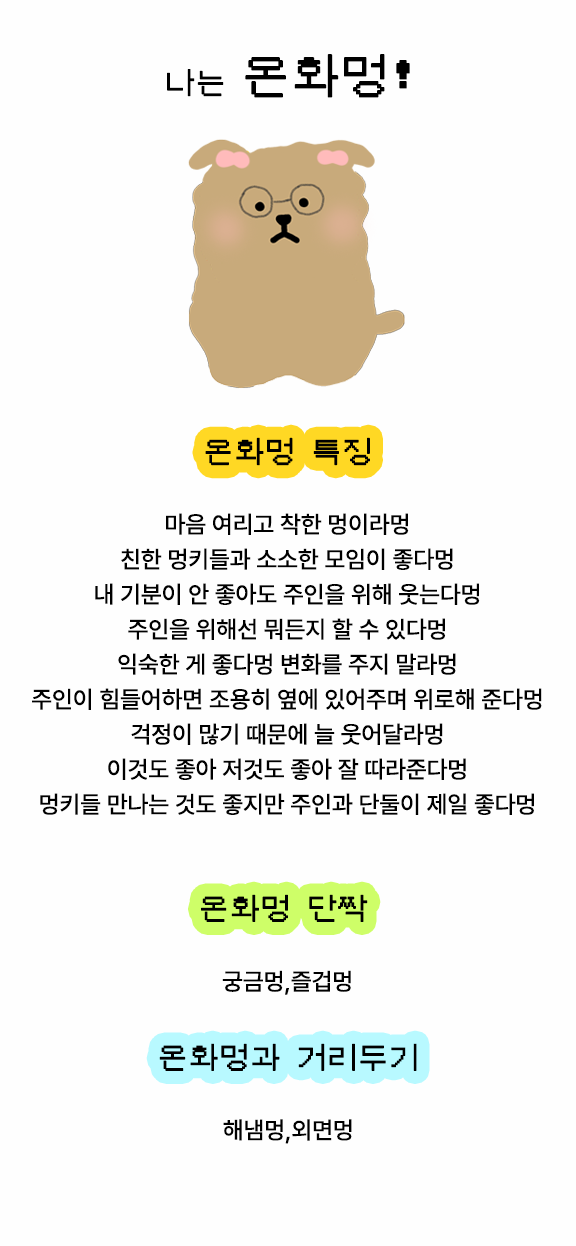 나는 온화멍!
온화멍 특징
마음 여리고 착한 멍이라멍
친한 멍키들과 소소한 모임이 좋다멍
내 기분이 안 좋아도 주인을 위해 웃는다멍
주인을 위해선 뭐든지 할 수 있다멍
익숙한 게 좋다멍 변화를 주지 말라멍
주인이 힘들어하면 조용히 옆에 있어주며 위로해 준다멍
걱정이 많기 때문에 늘 웃어달라멍
이것도 좋아 저것도 좋아 잘 따라준다멍
멍키들 만나는 것도 좋지만 주인과 단둘이 제일 좋다멍
온화멍 단짝
궁금멍,즐겁멍
온화멍과 거리두기
해냄멍,외면멍